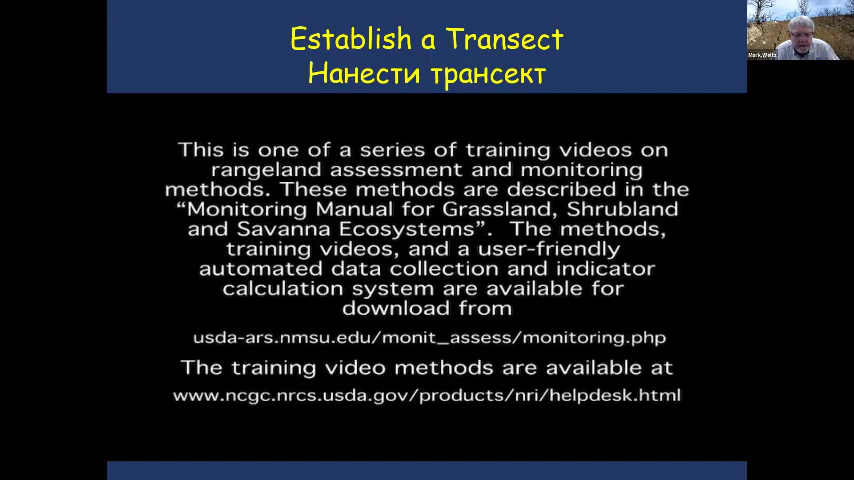 Establish a Transect
Нанести трансект
Mark Weltz
This is one of a series of training videos on
rangeland assessment and monitoring
methods. These methods are described in the
“Monitoring Manual for Grassland, Shrubland
and Savanna Ecosystems”. The methods,
training videos, and a user-friendly
automated data collection and indicator
calculation system are available for
download from
usda-ars.nmsu.edu/monit_assess/monitoring.php
The training video methods are available at
www.ncgc.nrcs.usda.gov/products/nri/helpdesk.html